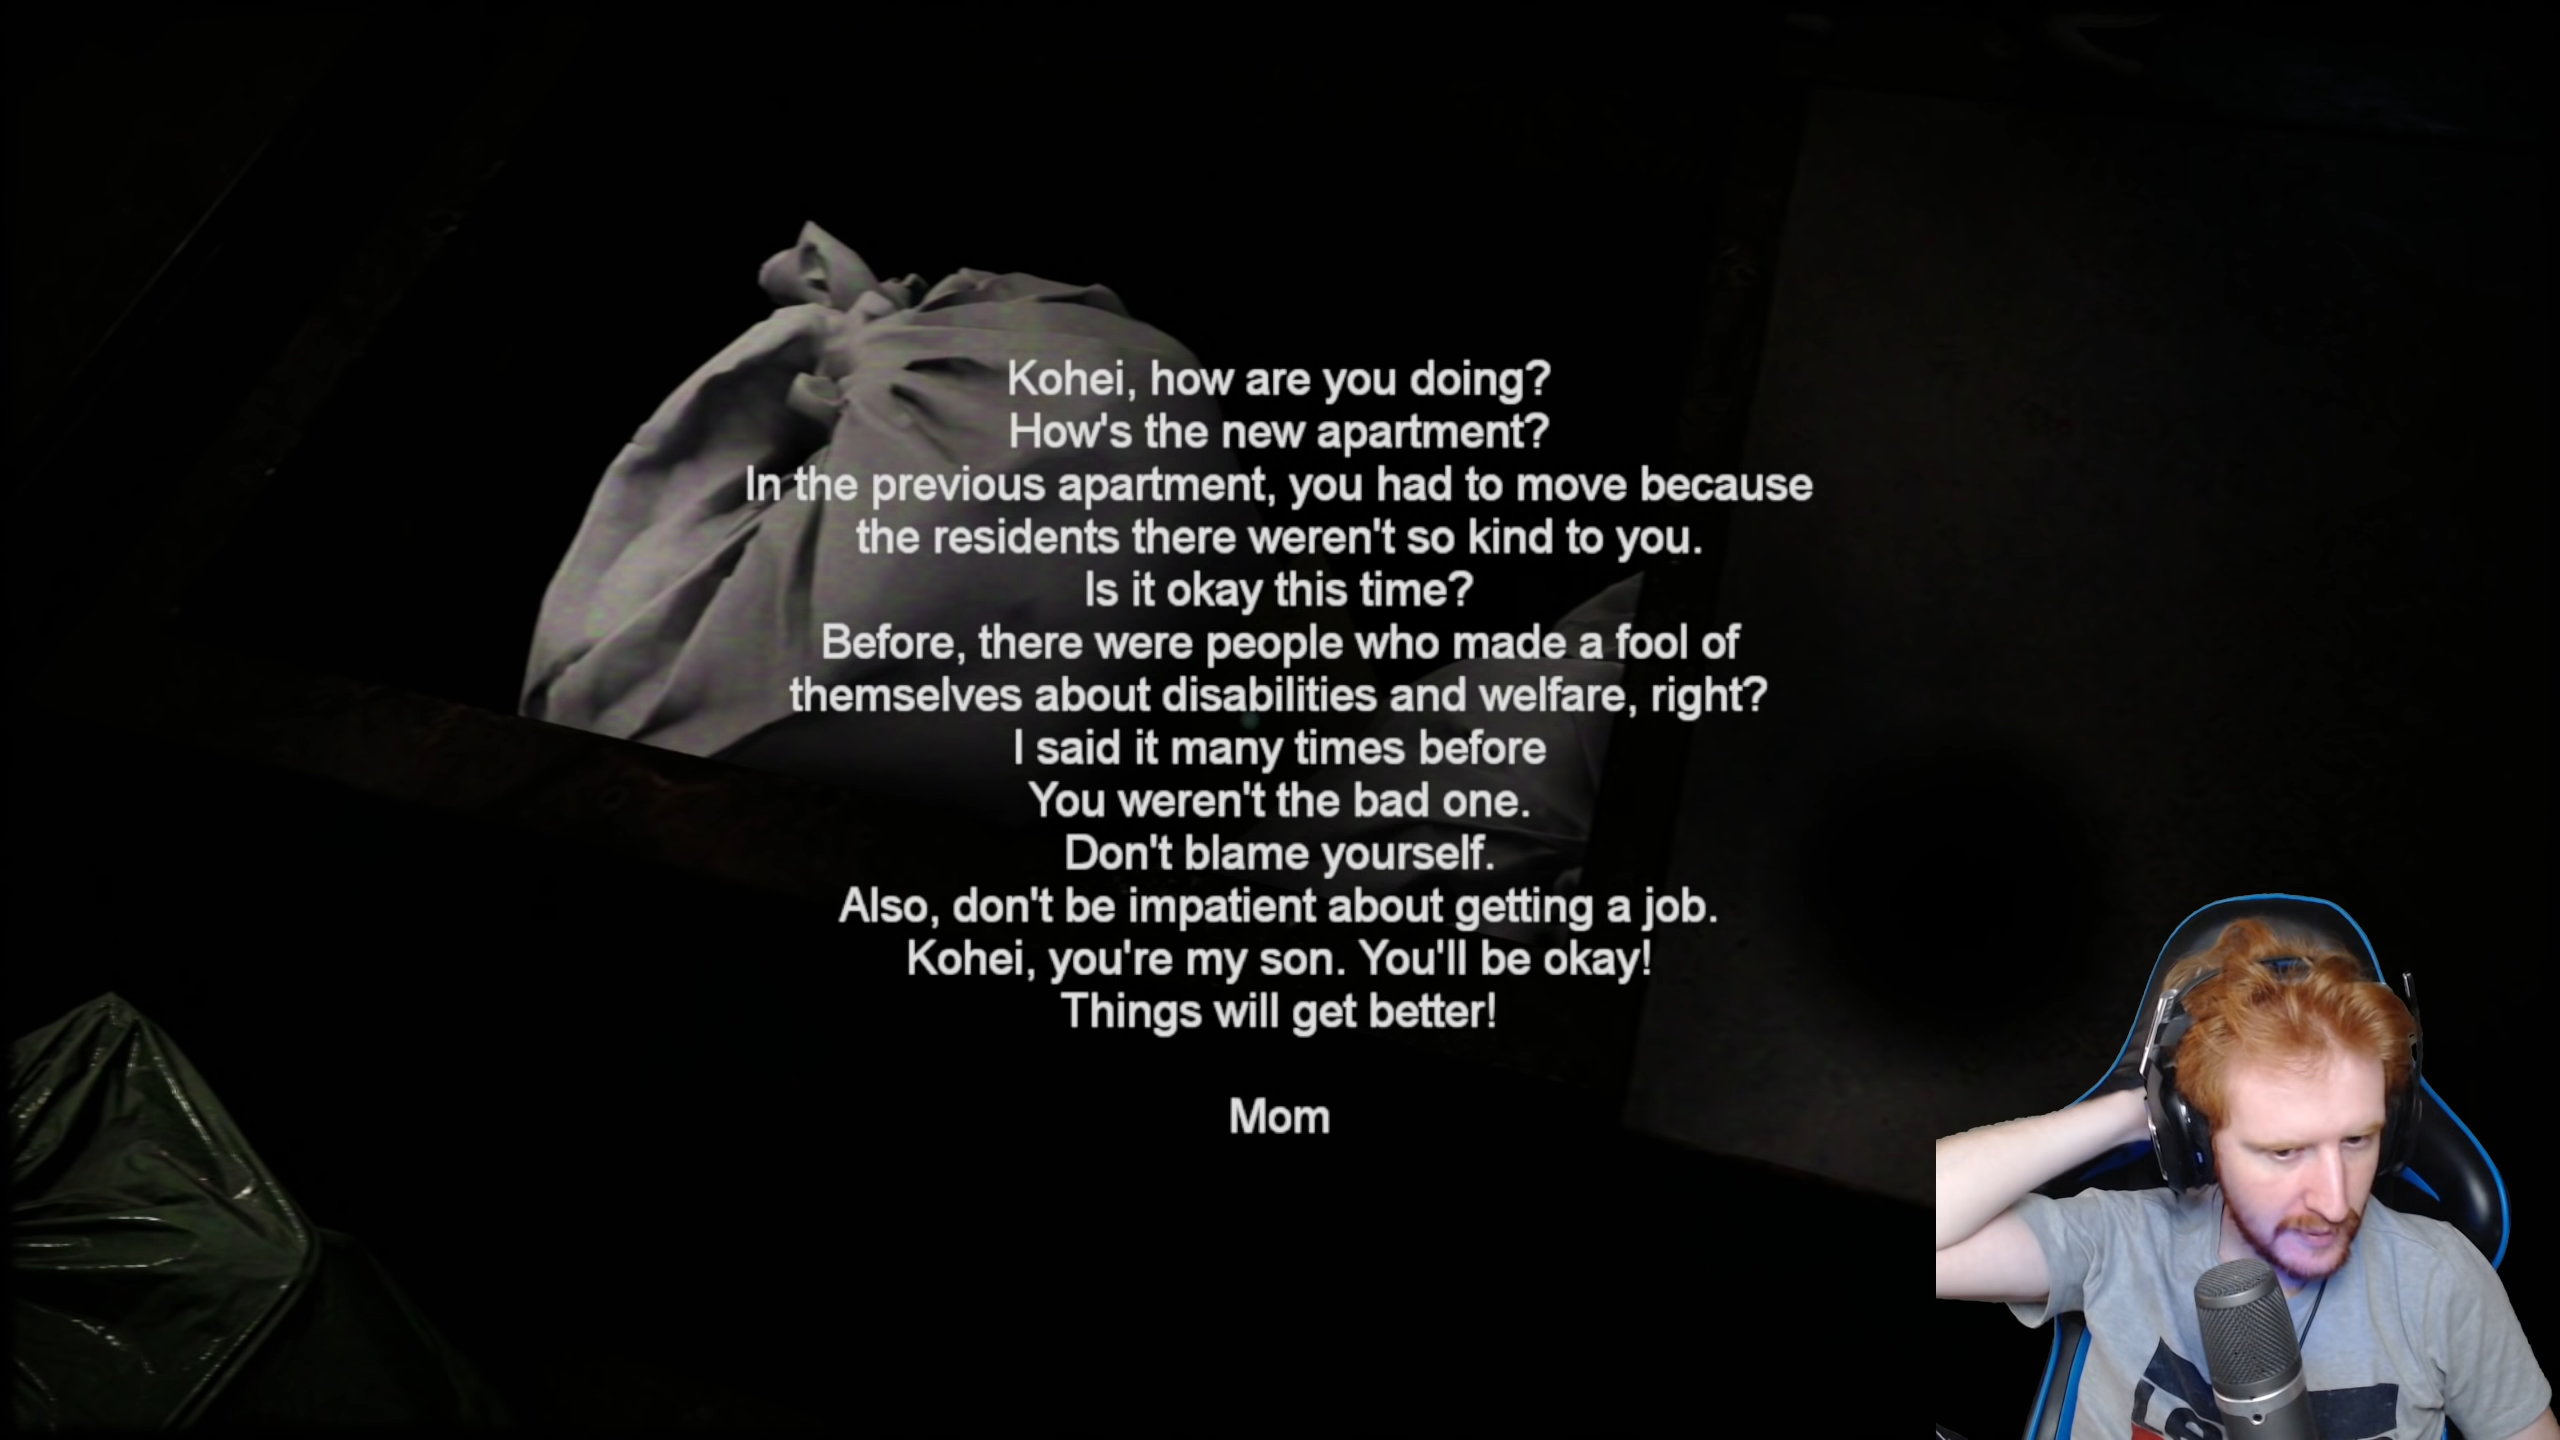 Kohei, how are you doing?
How's the new apartment?
In the previous apartment, you had to move because
the residents there weren't so kind to you.
Is it okay this time?
Before, there were people who made a fool of
themselves about disabilities and welfare, right?
I said it many times before
You weren't the bad one.
Don't blame yourself.
Also, don't be impatient about getting a job.
Kohei, you're my son. You'll be okay!
Things will get better!
Mom